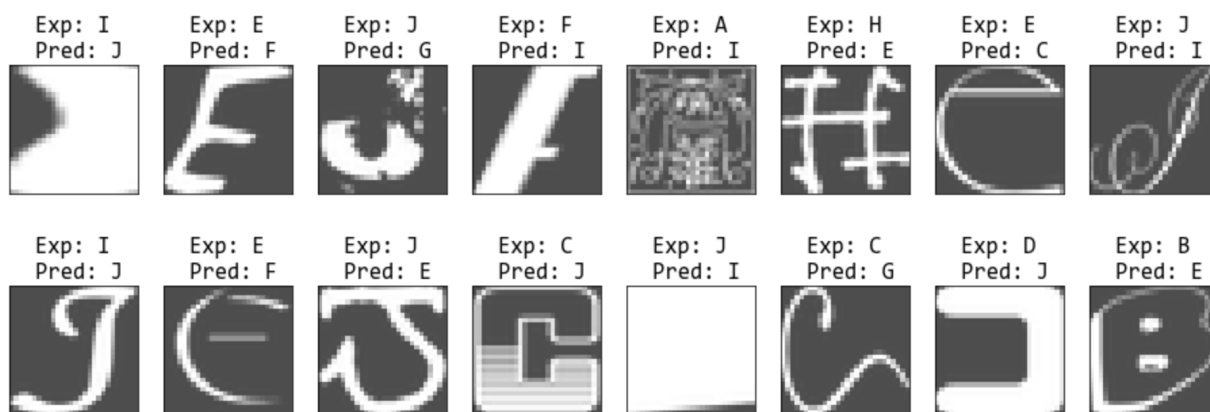 Exp: I Exp: E Exp: J Exp: F Exp: A Exp: H Exp: E Exp: J
Pred: J Pred: F Pred: G Pred: I Pred: I Pred: E Pred: C Pred: I
Exp: I Exp: E Exp: J Exp: C Exp: J Exp: C Exp: D Exp: B
Pred: J Pred: F Pred: E Pred: J Pred: I Pred: G Pred: J Pred: E